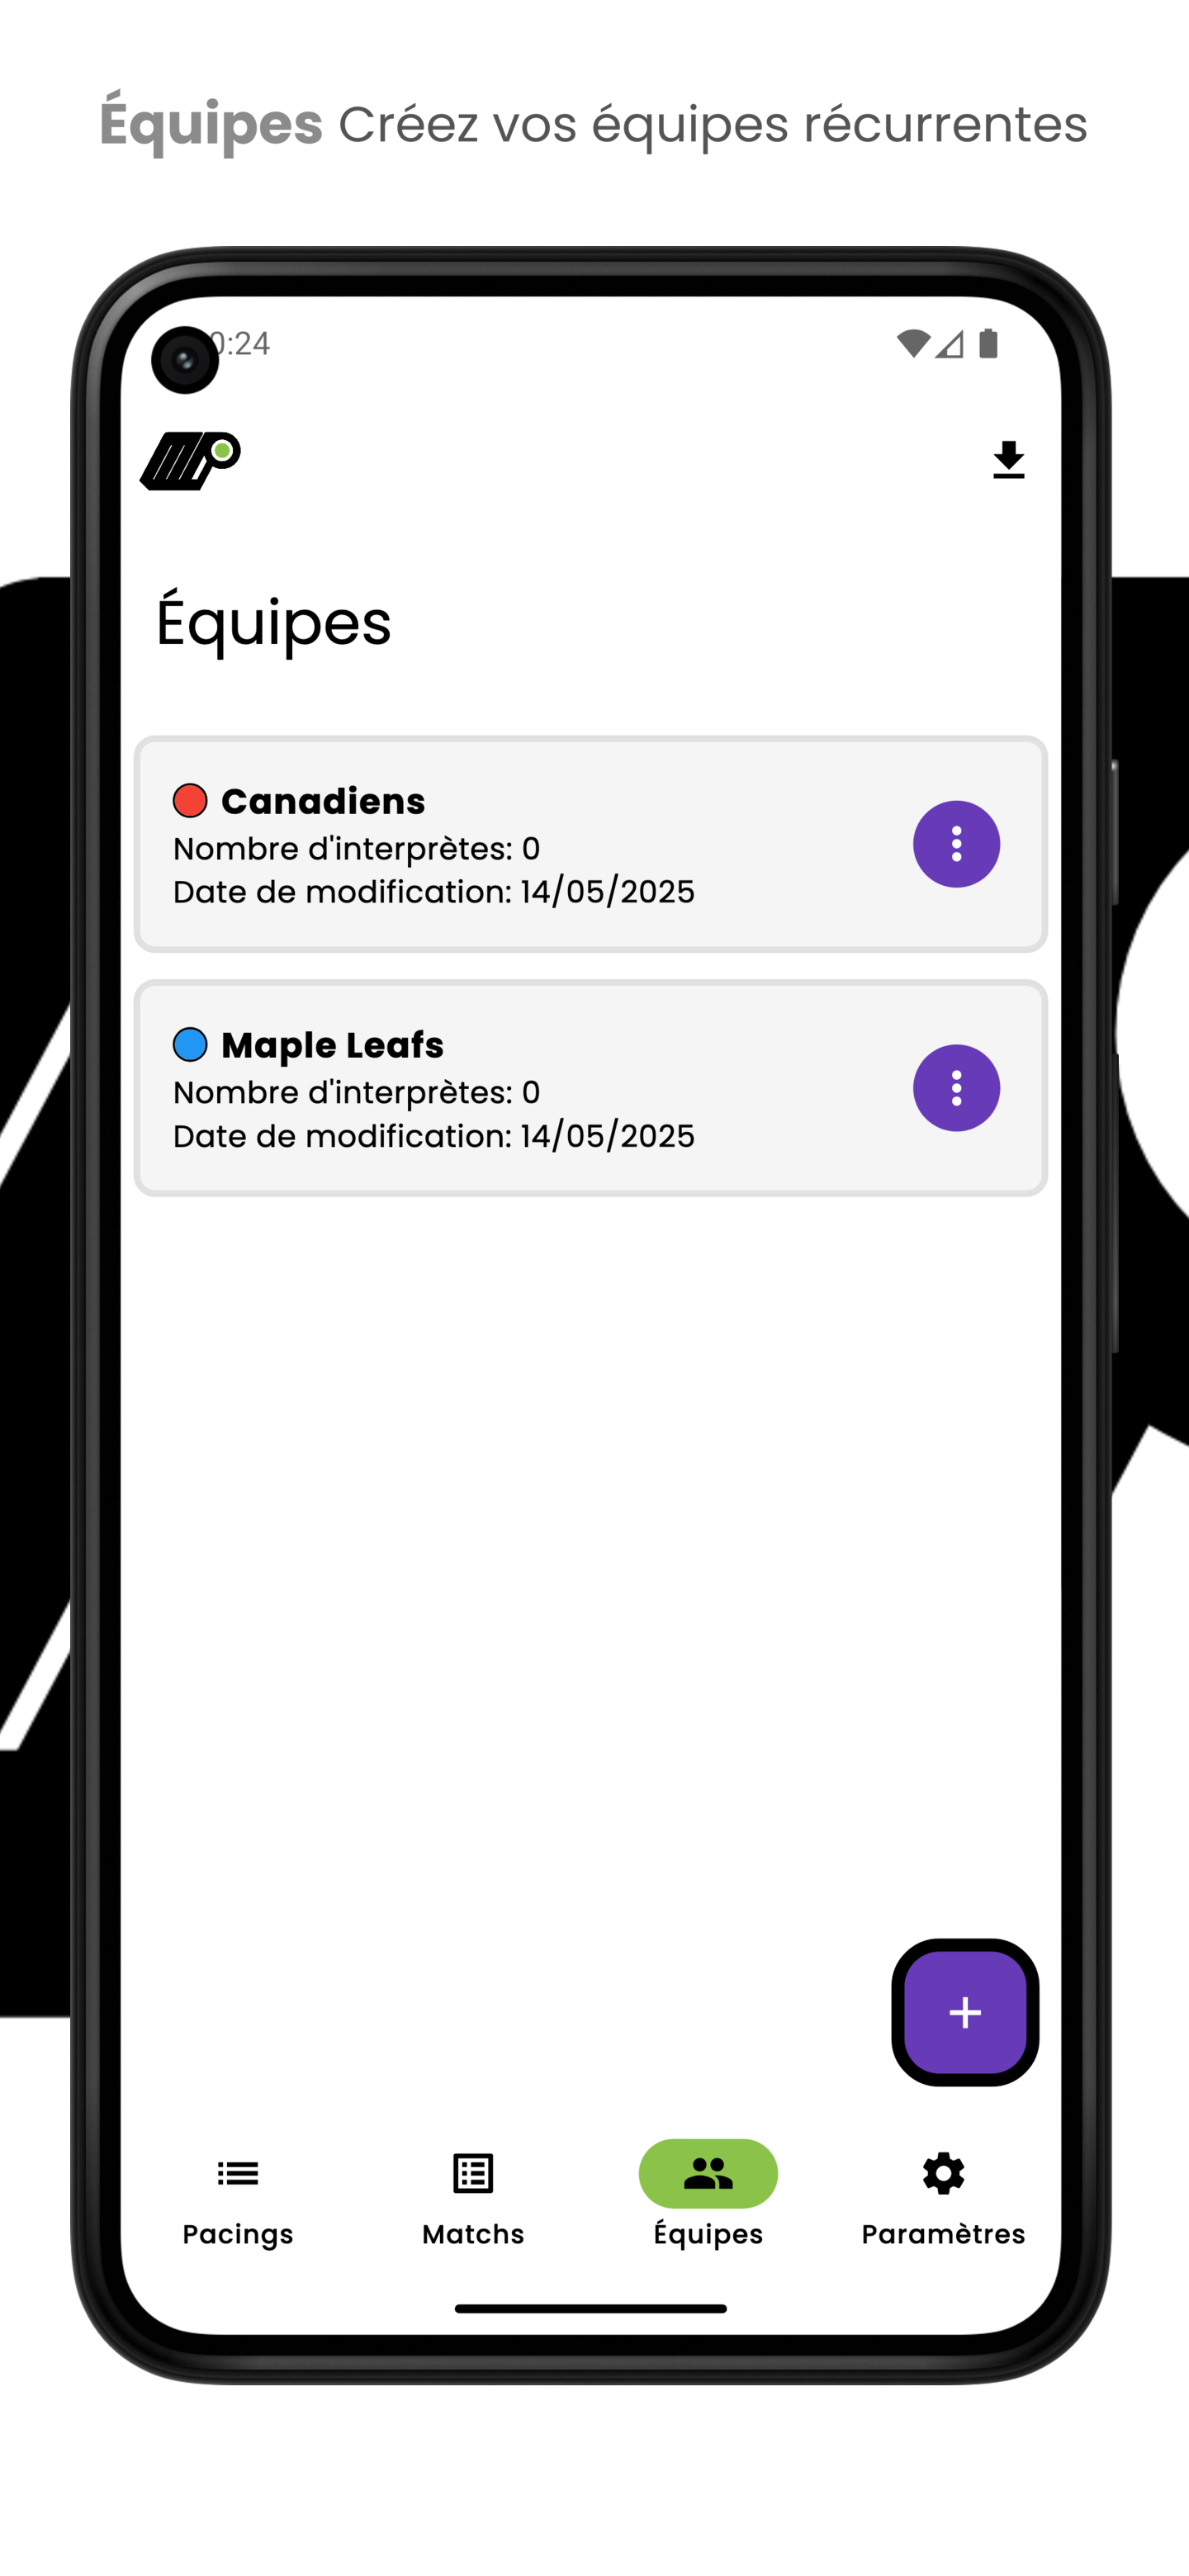 Équipes Créez vos équipes récurrentes
0:24
Équipes
Canadiens
Nombre d'interprètes: 0
Date de modification: 14/05/2025
Maple Leafs
Nombre d'interprètes: 0
Date de modification: 14/05/2025
Pacings Matchs Équipes Paramètres